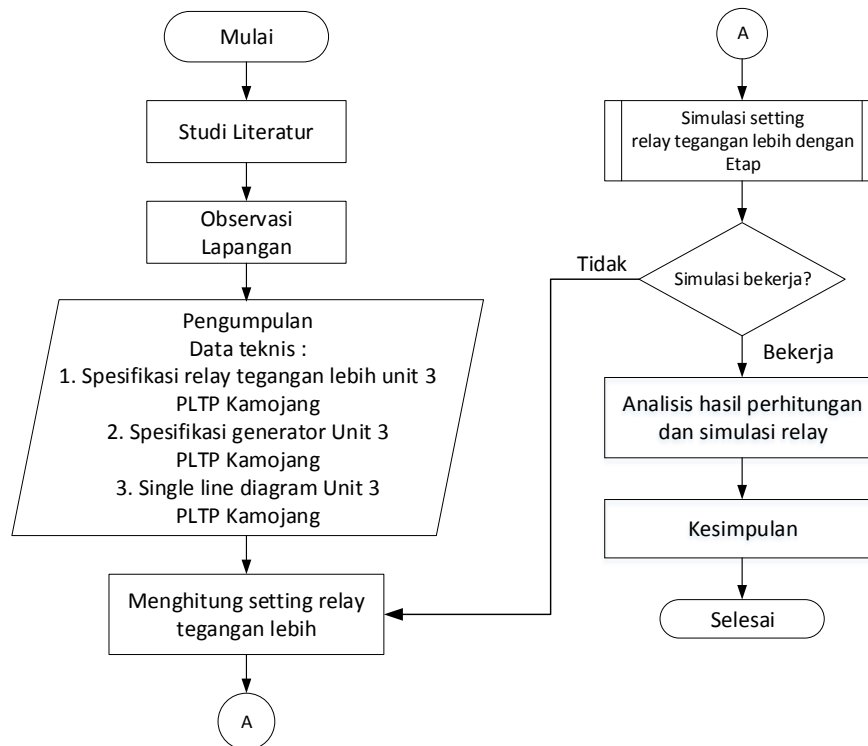 Mulai
Studi Literatur
Observasi
Lapangan
Pengumpulan
Data teknis :
1. Spesifikasi relay tegangan lebih unit 3
PLTP Kamojang
2. Spesifikasi generator Unit 3
PLTP Kamojang
3. Single line diagram Unit 3
PLTP Kamojang
Menghitung setting relay
tegangan lebih
A
A
Simulasi setting
relay tegangan lebih dengan
Etap
Simulasi bekerja?
Tidak
Bekerja
Analisis hasil perhitungan
dan simulasi relay
Kesimpulan
Selesai